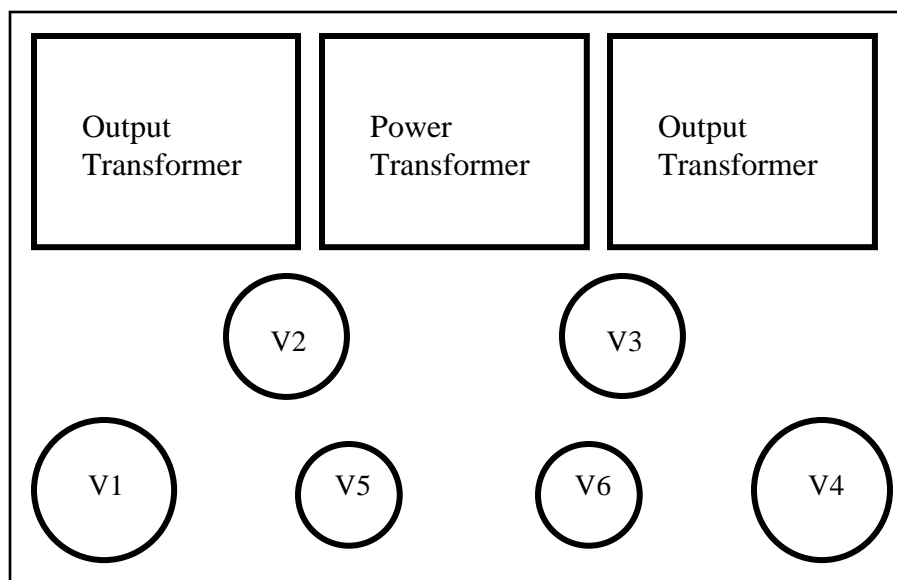 Output
Transformer
Power
Transformer
Output
Transformer
V2
V3
V1
V5
V6
V4